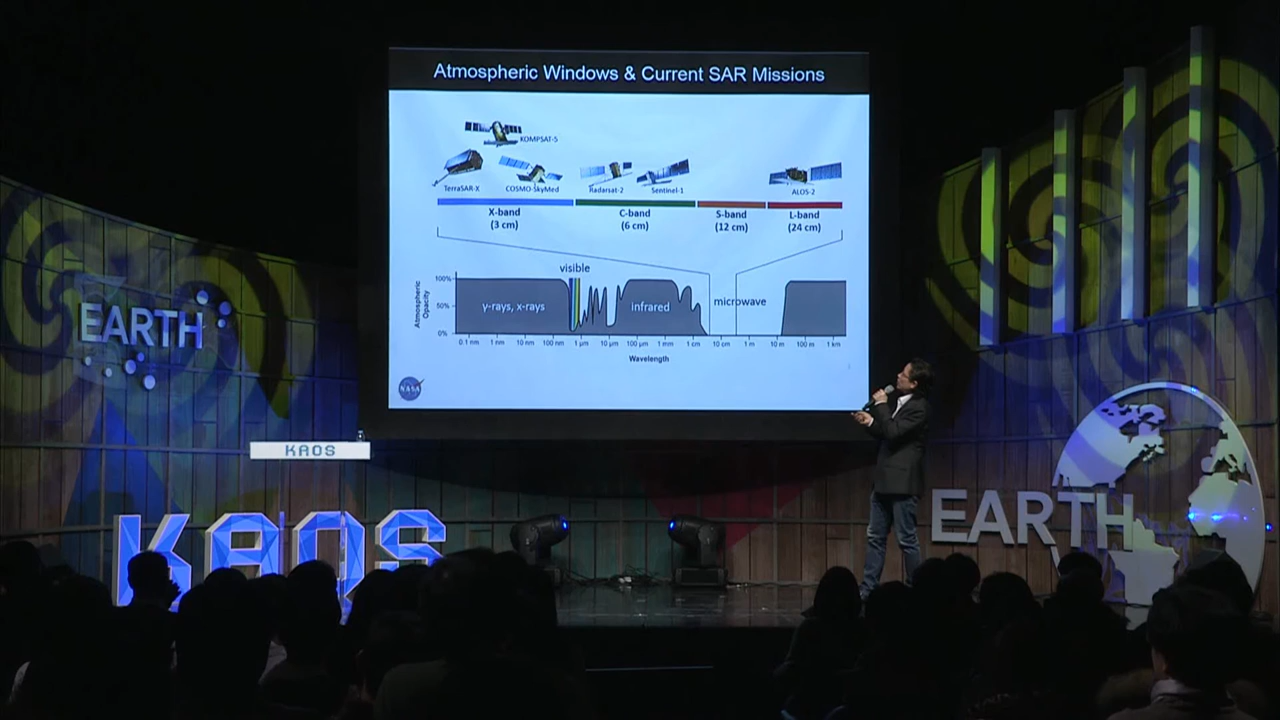 Atmospheric Windows & Current SAR Missions
KOMPSAT-5
TerraSAR-X
COSMO-SkyMed
Radarsat-2
Sentinel-1
ALOS-2
X-band
(3 cm)
C-band
(6 cm)
S-band
(12 cm)
L-band
(24 cm)
visible
Atmospheric
Opacity
100%
50%
0%
γ-rays, x-rays
infrared
microwave
0.1 nm 1 nm 10 nm 100 nm 1 μm 10 μm 100 μm 1 mm 1 cm 10 cm 1 m 10 m 100 m 1 km
Wavelength
NASA
EARTH
KAOS
KAOS
EARTH